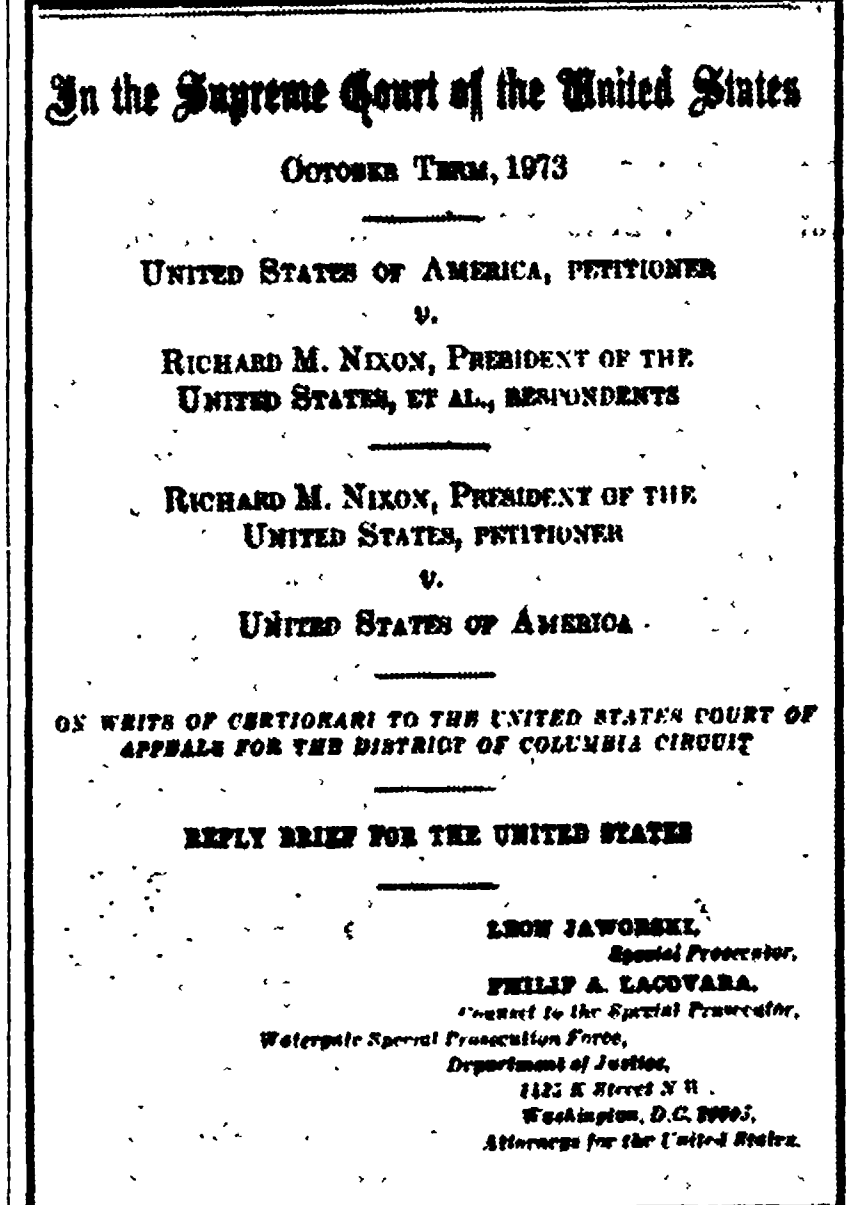 In the Supreme Court of the United States
OCTOBER TERM, 1973
UNITED STATES OF AMERICA, PETITIONER
v.
RICHARD M. NIXON, PRESIDENT OF THE
UNITED STATES, ET AL., RESPONDENTS
RICHARD M. NIXON, PRESIDENT OF THE
UNITED STATES, PETITIONER
v.
UNITED STATES OF AMERICA
ON WRITS OF CERTIORARI TO THE UNITED STATES COURT OF
APPEALS FOR THE DISTRICT OF COLUMBIA CIRCUIT
REPLY BRIEF FOR THE UNITED STATES
LEON JAWORSKI,
Special Prosecutor,
PHILIP A. LACOVARA,
Counsel to the Special Prosecutor,
Watergate Special Prosecution Force,
Department of Justice,
K Street N W.
Washington, D.C.
Attorneys for the United States.